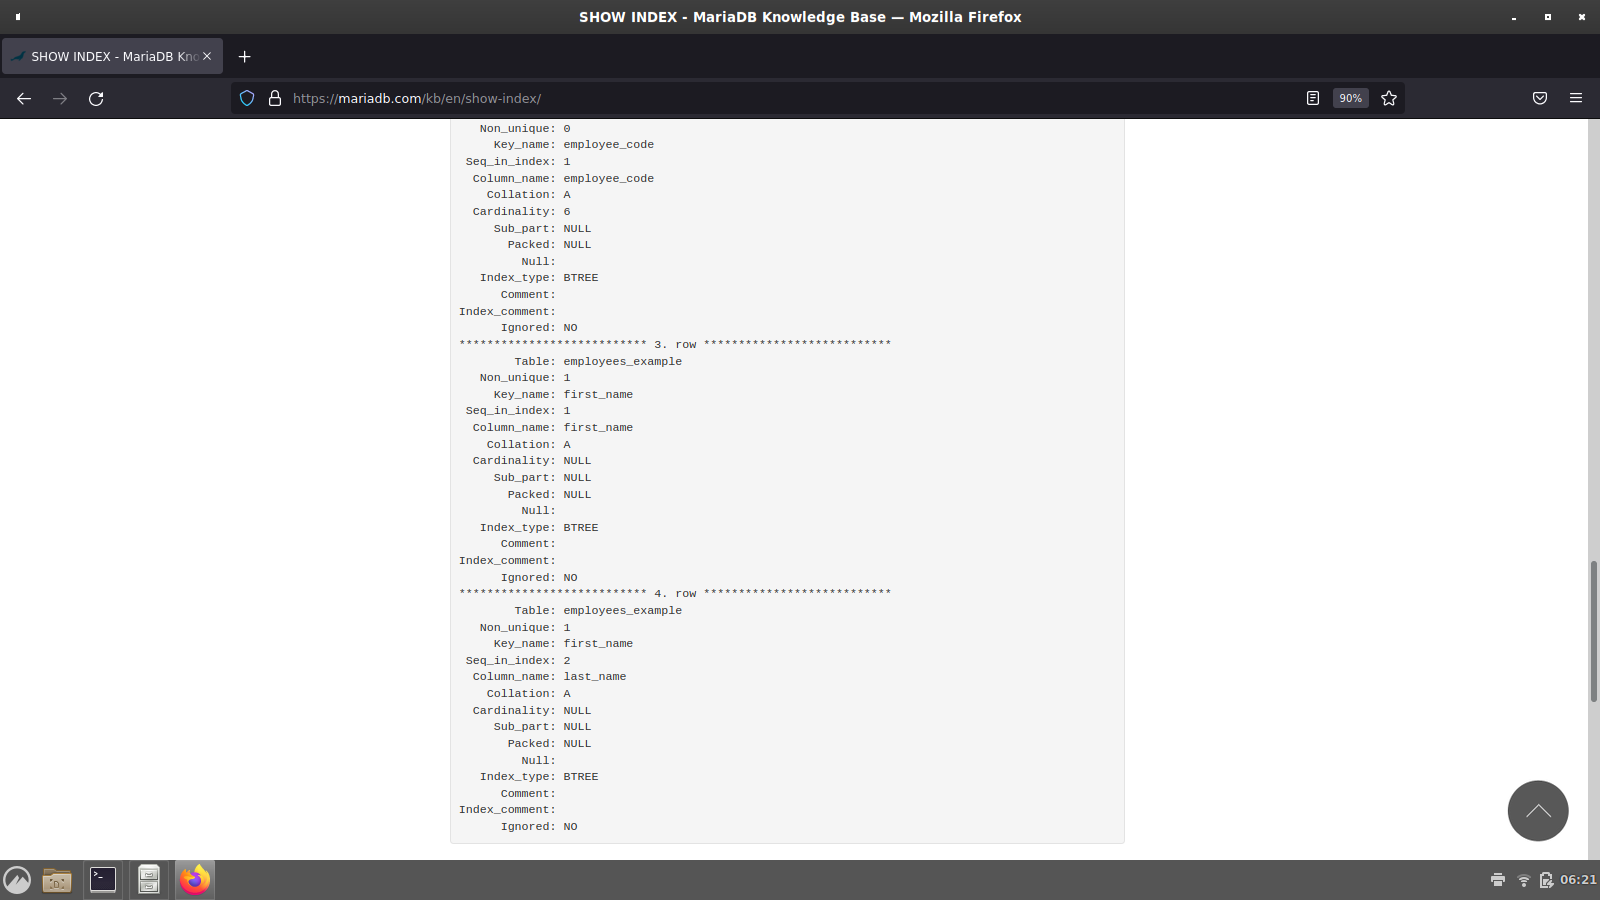 SHOW INDEX - MariaDB Knowledge Base — Mozilla Firefox
SHOW INDEX - MariaDB Kno
https://mariadb.com/kb/en/show-index/
90%
Non_unique: 0
Key_name: employee_code
Seq_in_index: 1
Column_name: employee_code
Collation: A
Cardinality: 6
Sub_part: NULL
Packed: NULL
Null:
Index_type: BTREE
Comment:
Index_comment:
Ignored: NO
*************************** 3. row ***************************
Table: employees_example
Non_unique: 1
Key_name: first_name
Seq_in_index: 1
Column_name: first_name
Collation: A
Cardinality: NULL
Sub_part: NULL
Packed: NULL
Null:
Index_type: BTREE
Comment:
Index_comment:
Ignored: NO
*************************** 4. row ***************************
Table: employees_example
Non_unique: 1
Key_name: first_name
Seq_in_index: 2
Column_name: last_name
Collation: A
Cardinality: NULL
Sub_part: NULL
Packed: NULL
Null:
Index_type: BTREE
Comment:
Index_comment:
Ignored: NO
06:21